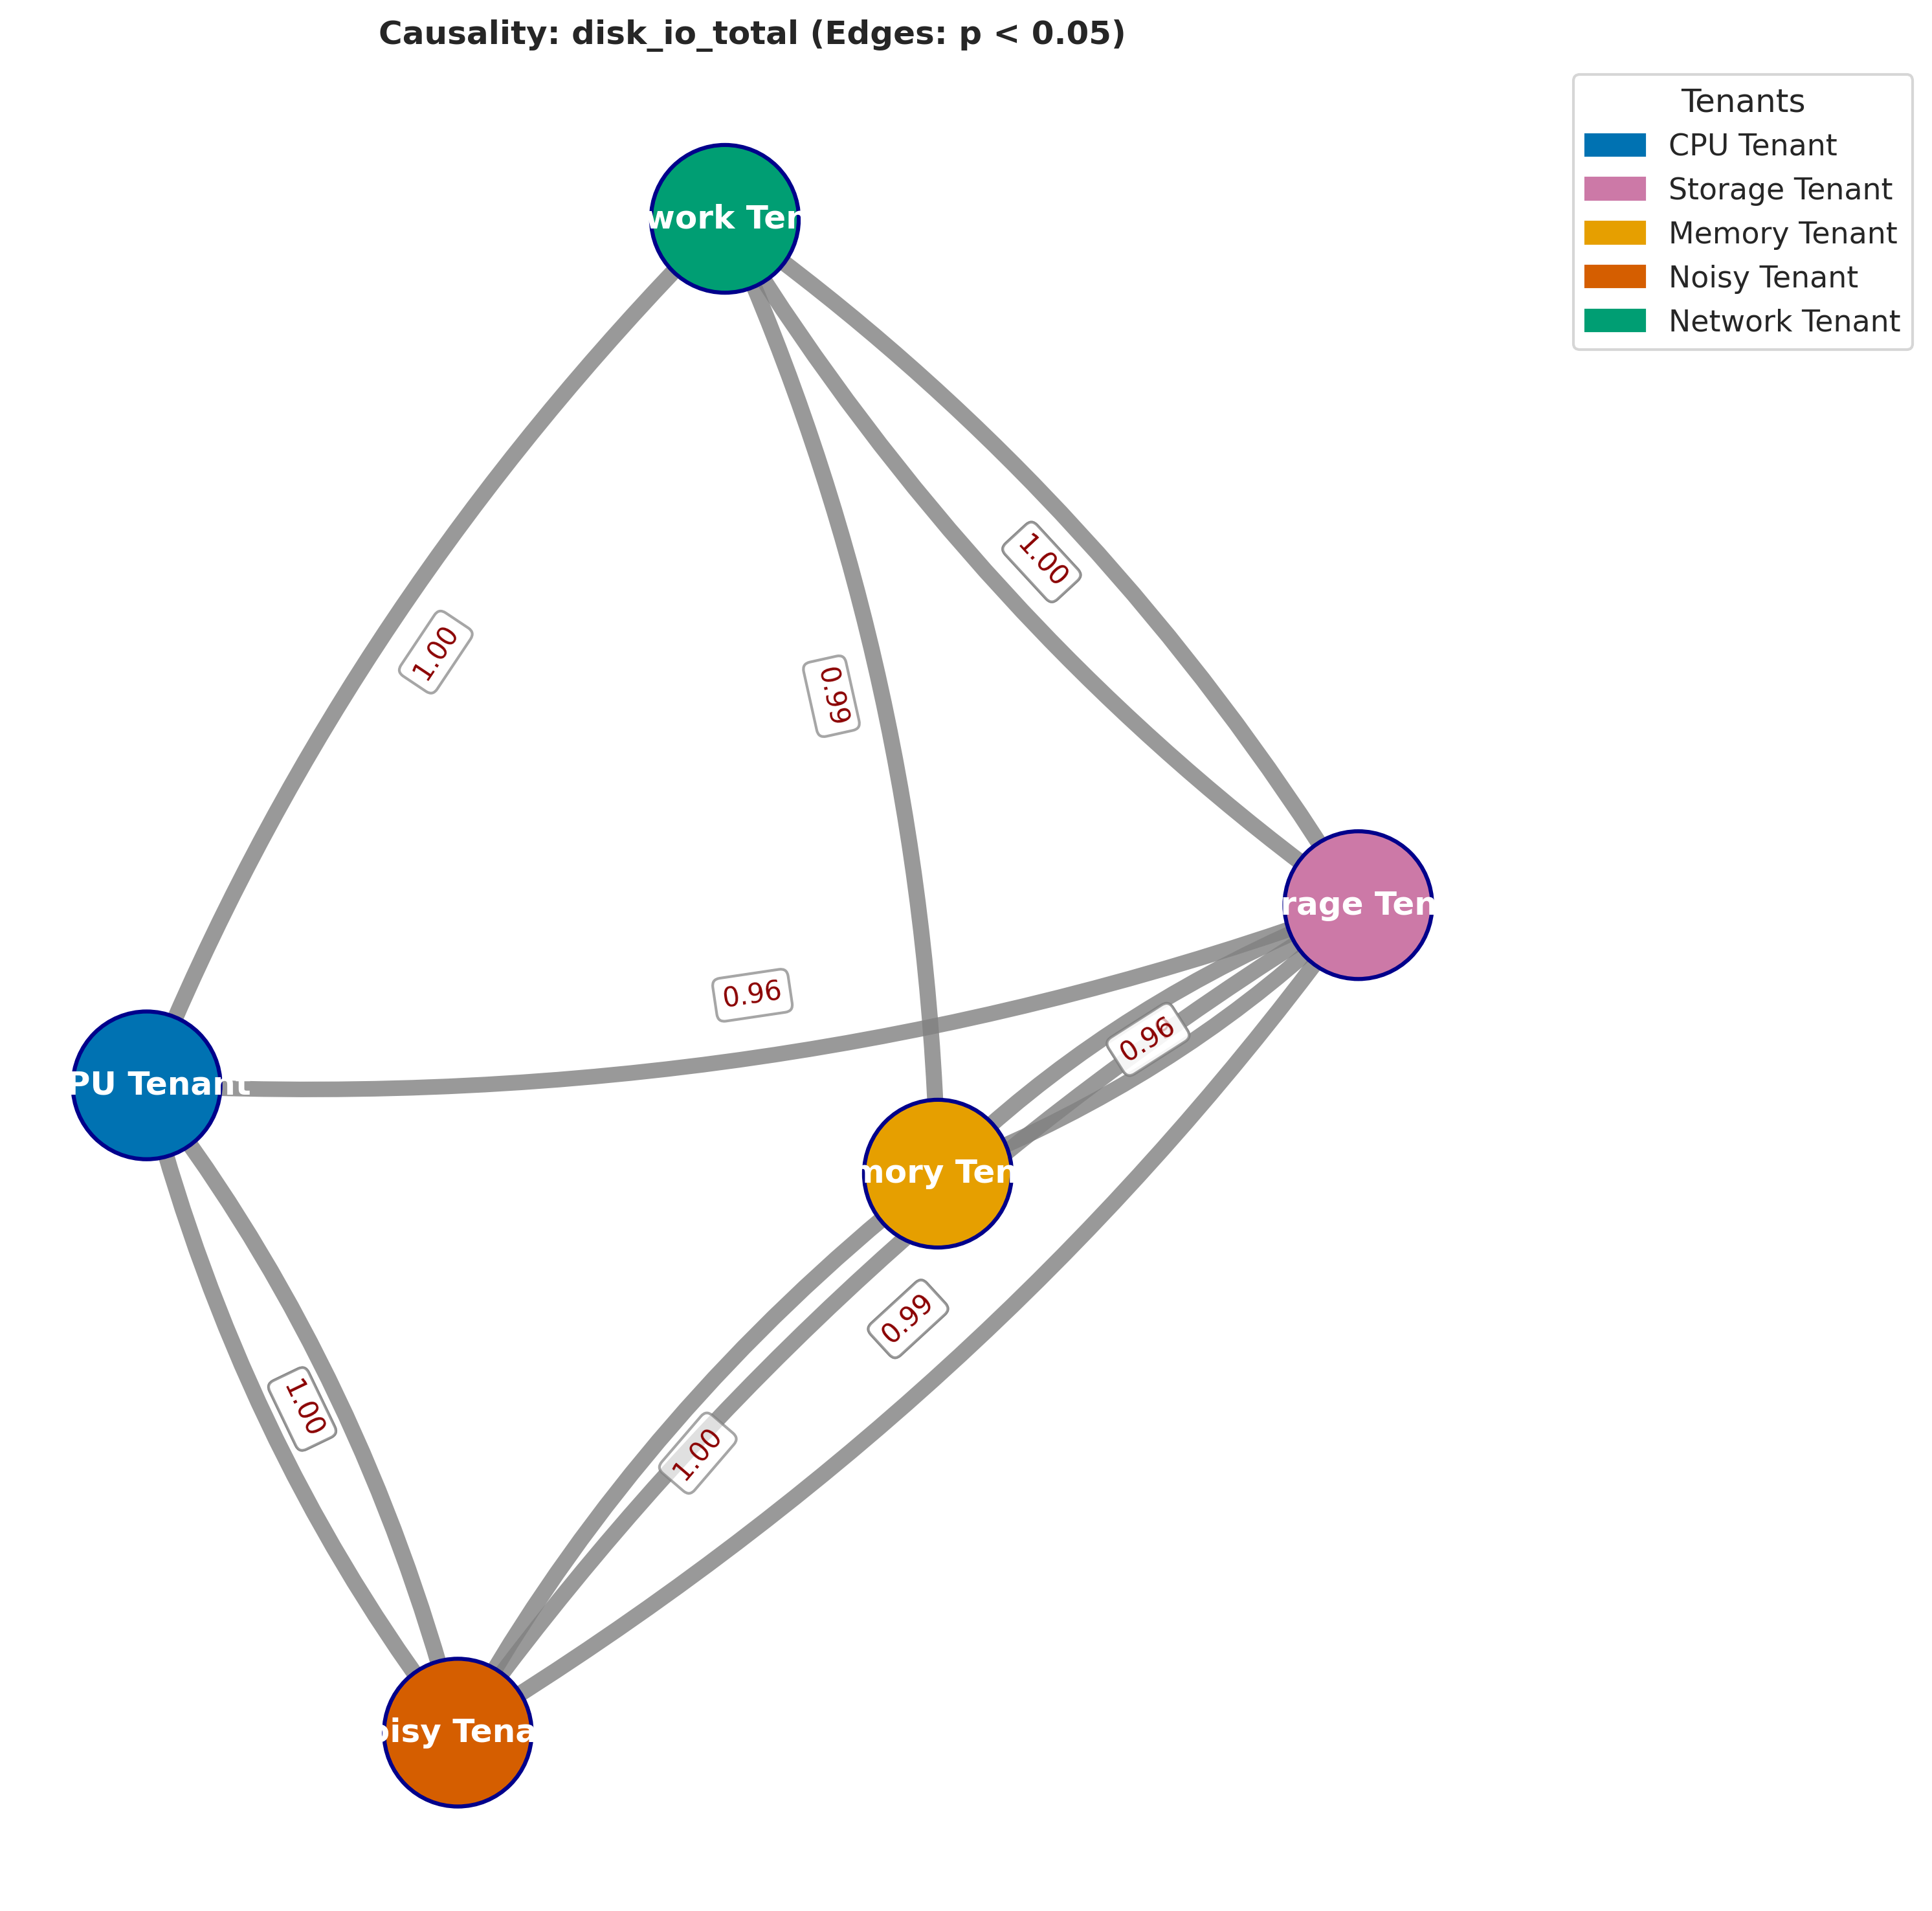 Causality: disk_io_total (Edges: p < 0.05)
Tenants
CPU Tenant
Storage Tenant
Memory Tenant
Noisy Tenant
Network Tenant
work Ten
1.00
1.00
0.99
rage Ten
0.96
0.96
PU Tenant
mory Ten
0.99
1.00
1.00
oisy Tena